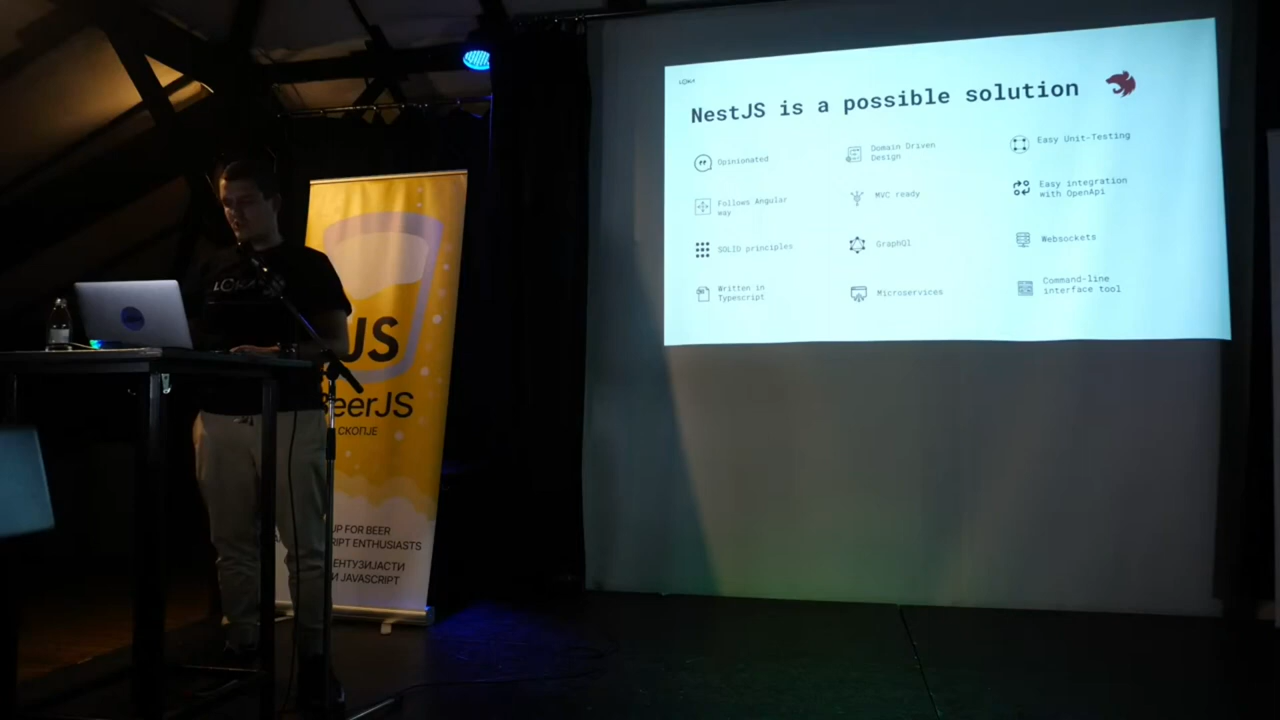 LOKA
NestJS is a possible solution
Opinionated
Follows Angular
way
SOLID principles
Written in
Typescript
Domain Driven
Design
MVC ready
GraphQl
Microservices
Easy Unit-Testing
Easy integration
with OpenApi
Websockets
Command-line
interface tool
JS
BeerJS
СКОПЈЕ
UP FOR BEER
RIPT ENTHUSIASTS
ЕНТУЗИЈАСТИ
И JAVASCRIPT